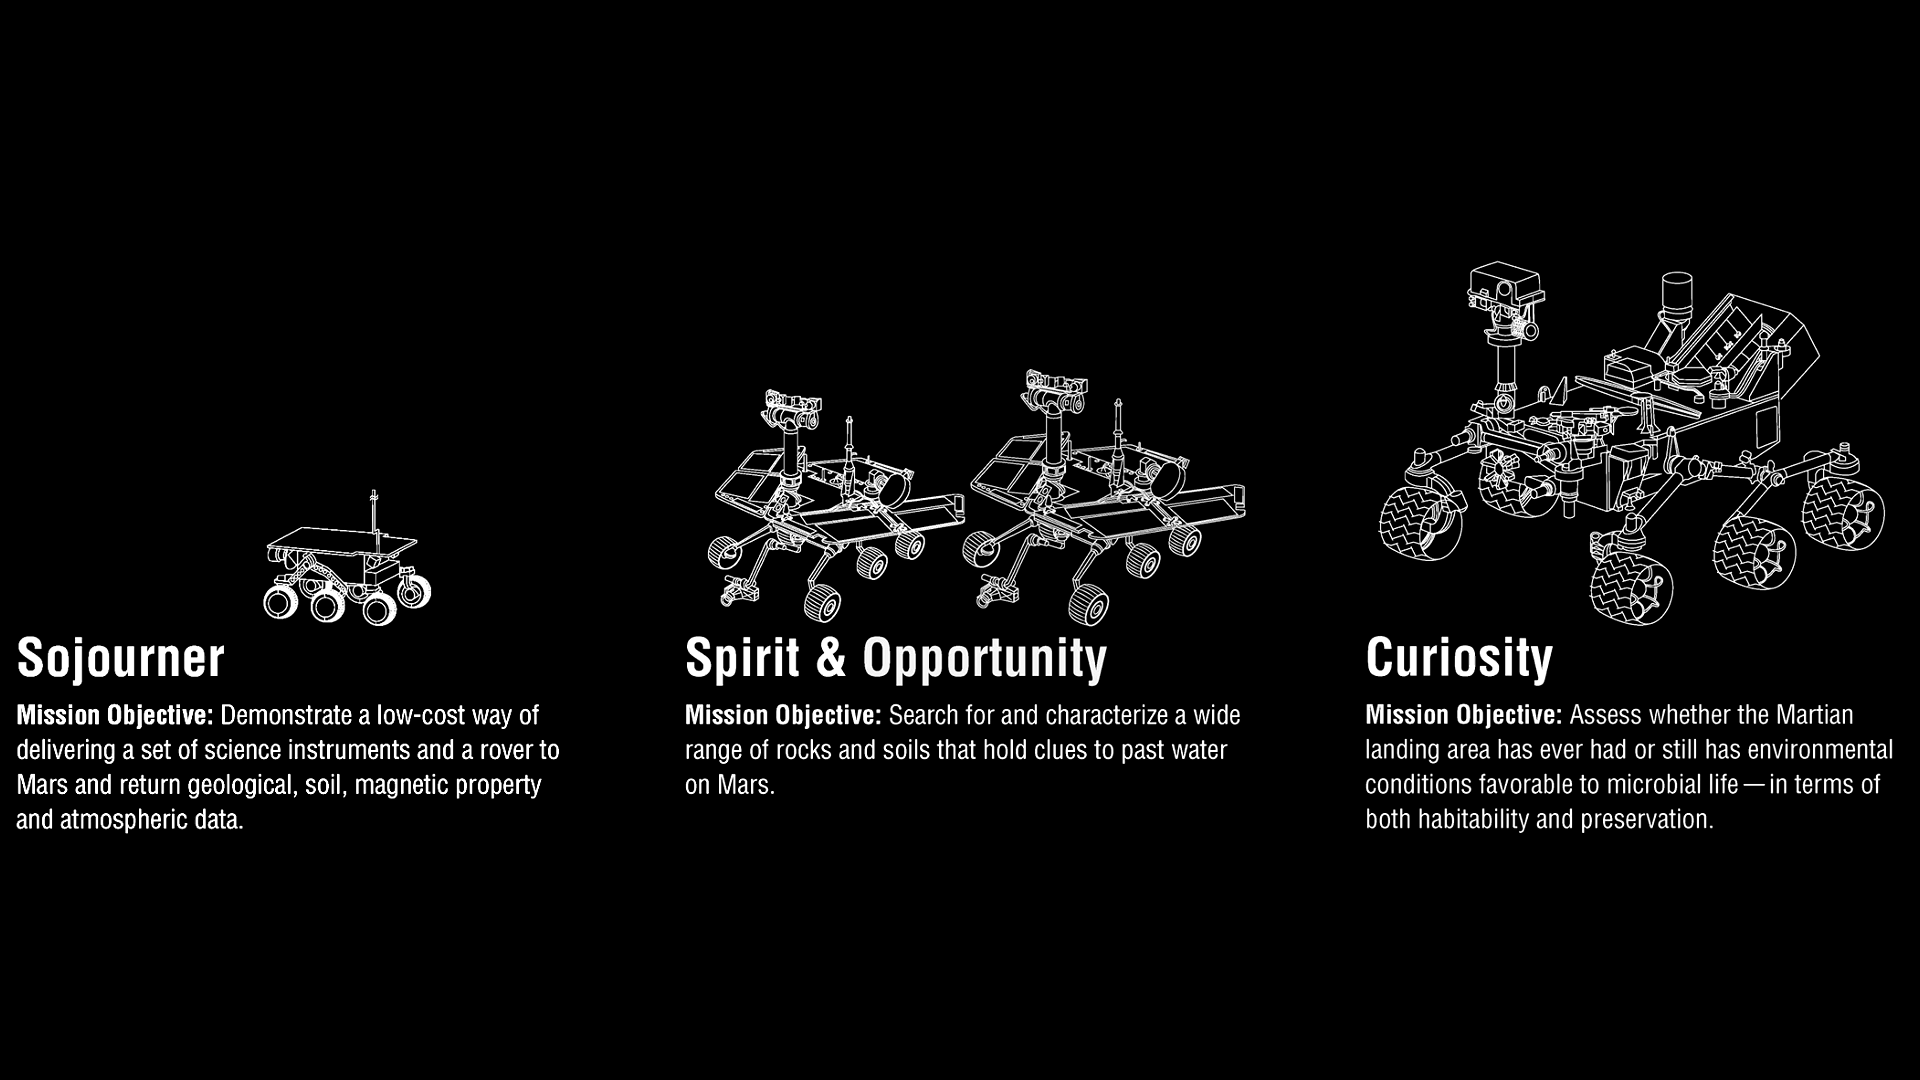 Sojourner
Mission Objective: Demonstrate a low-cost way of
delivering a set of science instruments and a rover to
Mars and return geological, soil, magnetic property
and atmospheric data.
Spirit & Opportunity
Mission Objective: Search for and characterize a wide
range of rocks and soils that hold clues to past water
on Mars.
Curiosity
Mission Objective: Assess whether the Martian
landing area has ever had or still has environmental
conditions favorable to microbial life — in terms of
both habitability and preservation.